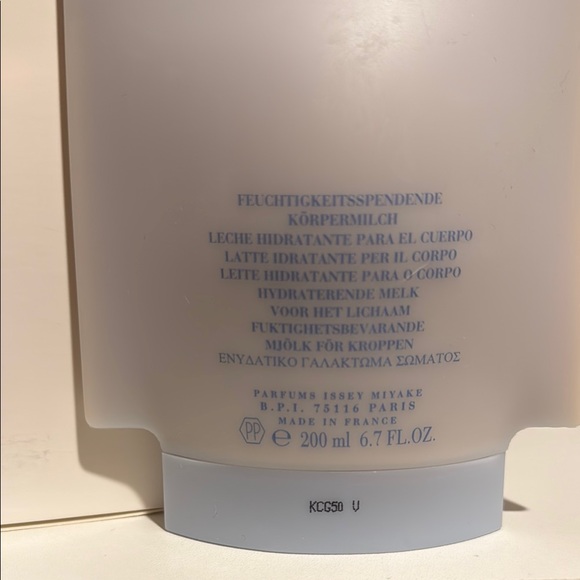 FEUCHTIGKEITSSPENDENDE
KÖRPERMILCH
LECHE HIDRATANTE PARA EL CUERPO
LATTE IDRATANTE PER IL CORPO
LEITE HIDRATANTE PARA O CORPO
HYDRATERENDE MELK
VOOR HET LICHAAM
FUKTIGHETSBEVARANDE
MJÖLK FÖR KROPPEN
ΕΝΥΔΑΤΙΚΟ ΓΑΛΑΚΤΩΜΑ ΣΩΜΑΤΟΣ
PARFUMS ISSEY MIYAKE
B.P.I. 75116 PARIS
MADE IN FRANCE
PP e 200 ml 6.7 FL.OZ.
KCG50 V